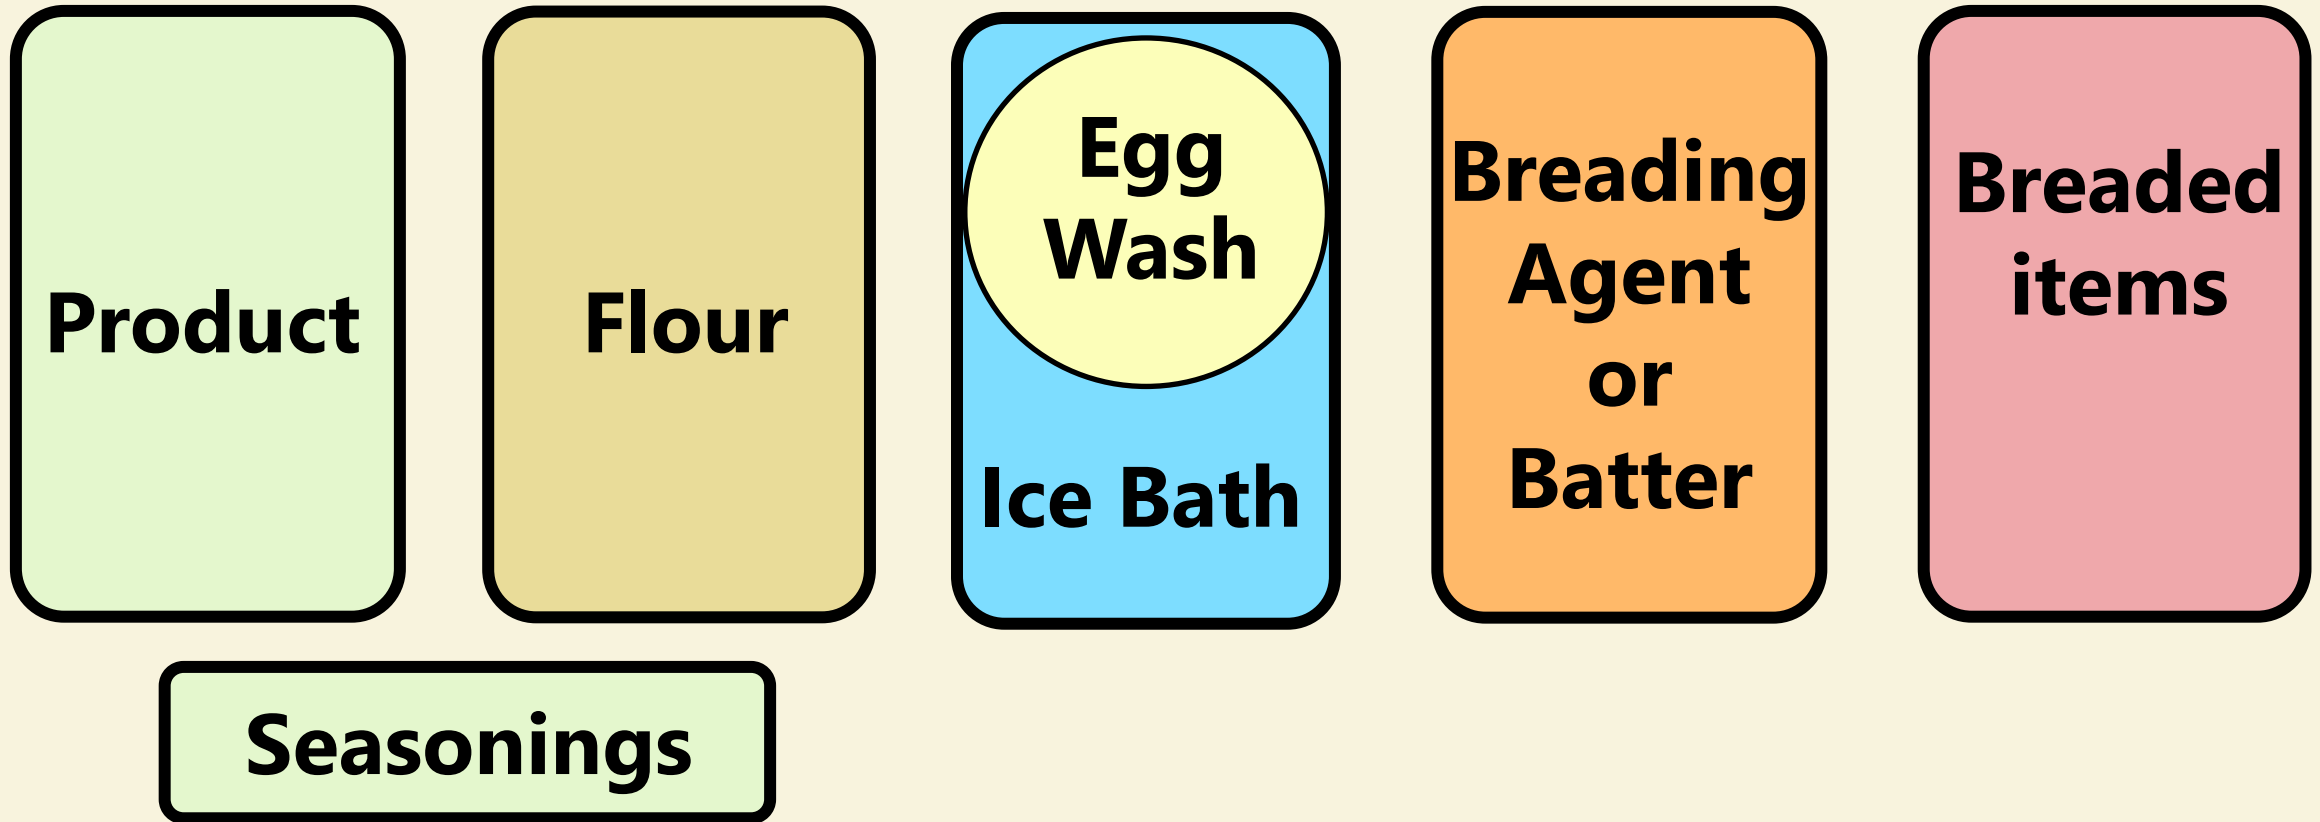 Product
Flour
Egg
Wash
Ice Bath
Breading
Agent
or
Batter
Breaded
items
Seasonings